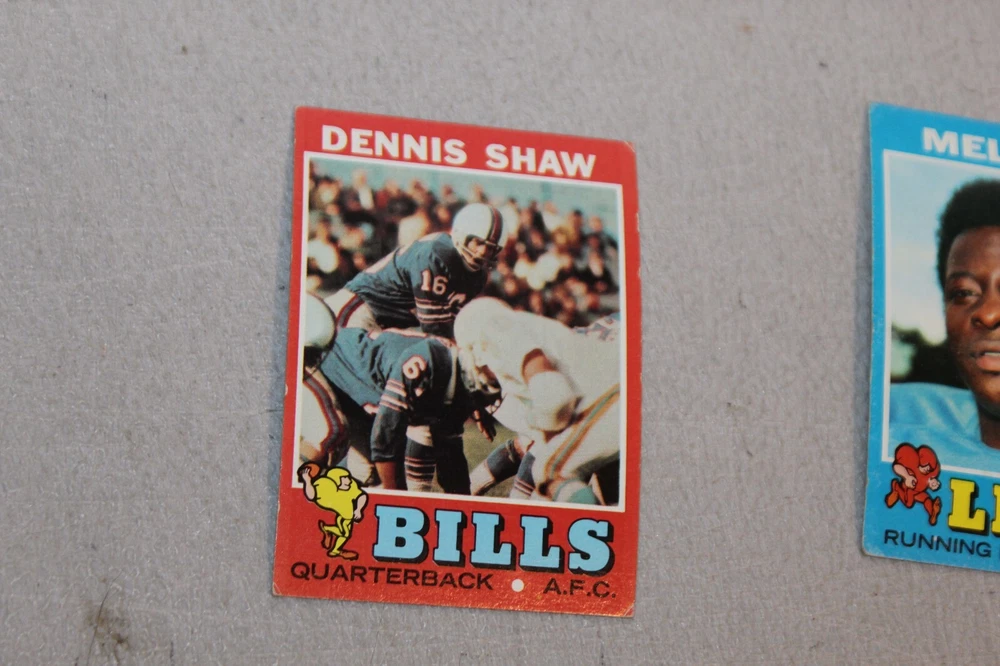 DENNIS SHAW
16
6
BILLS
QUARTERBACK • A.F.C.
MEL
RUNNING